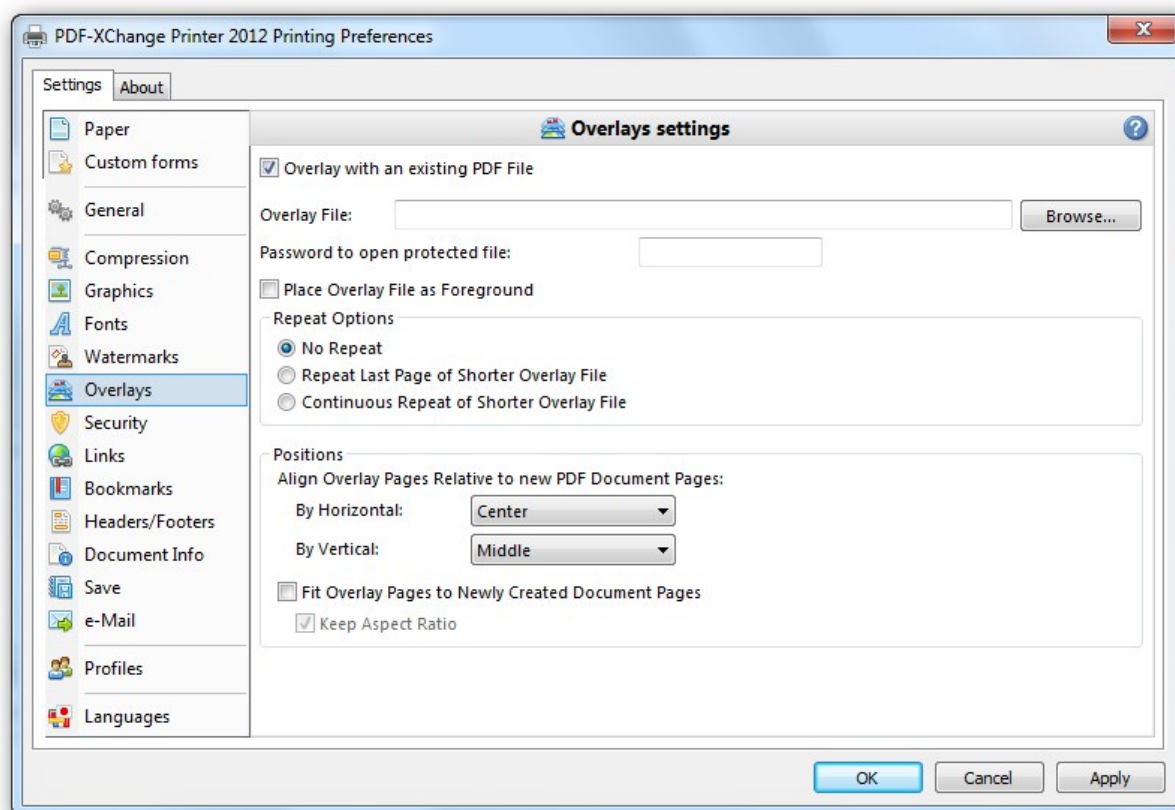 PDF-XChange Printer 2012 Printing Preferences
Settings
About
Paper
Custom forms
General
Compression
Graphics
Fonts
Watermarks
Overlays
Security
Links
Bookmarks
Headers/Footers
Document Info
Save
e-Mail
Profiles
Languages
Overlays settings
?
Overlay with an existing PDF File
Overlay File:
Browse...
Password to open protected file:
Place Overlay File as Foreground
Repeat Options
No Repeat
Repeat Last Page of Shorter Overlay File
Continuous Repeat of Shorter Overlay File
Positions
Align Overlay Pages Relative to new PDF Document Pages:
By Horizontal: Center
By Vertical: Middle
Fit Overlay Pages to Newly Created Document Pages
Keep Aspect Ratio
OK Cancel Apply